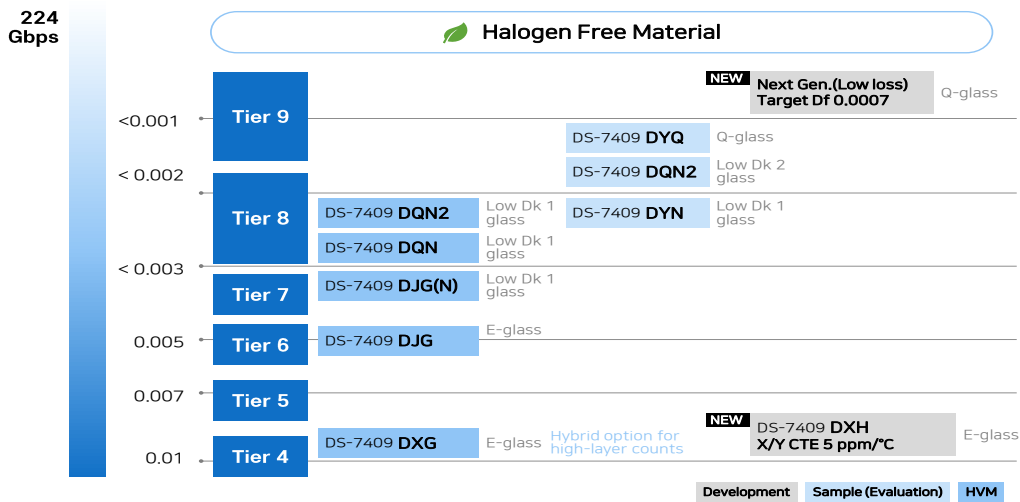 224
Gbps
Halogen Free Material
NEW
Next Gen.(Low loss)
Target Df 0.0007
Q-glass
Tier 9
<0.001
DS-7409 DYQ
Q-glass
< 0.002
DS-7409 DQN2
Low Dk 2
glass
Tier 8
DS-7409 DQN2
Low Dk 1
glass
DS-7409 DYN
Low Dk 1
glass
DS-7409 DQN
Low Dk 1
glass
< 0.003
Tier 7
DS-7409 DJG(N)
Low Dk 1
glass
0.005
Tier 6
DS-7409 DJG
E-glass
0.007
Tier 5
0.01
Tier 4
DS-7409 DXG
E-glass
Hybrid option for
high-layer counts
NEW
DS-7409 DXH
X/Y CTE 5 ppm/°C
E-glass
Development
Sample (Evaluation)
HVM